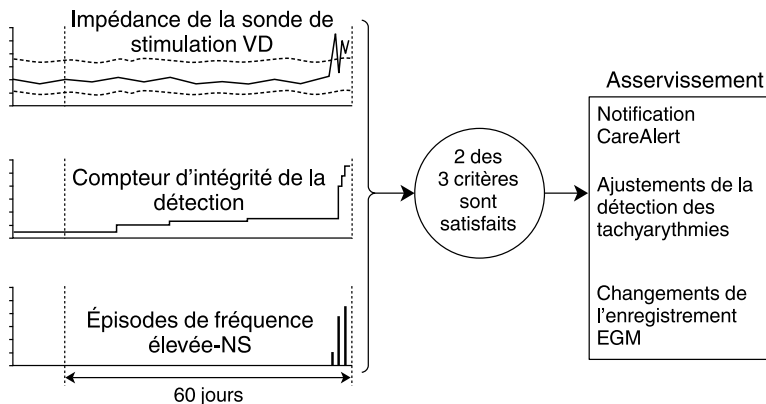 Impédance de la sonde de
stimulation VD
Compteur d'intégrité de la
détection
Épisodes de fréquence
élevée-NS
60 jours
2 des
3 critères
sont
satisfaits
Asservissement
Notification
CareAlert
Ajustements de la
détection des
tachyarythmies
Changements de
l'enregistrement
EGM